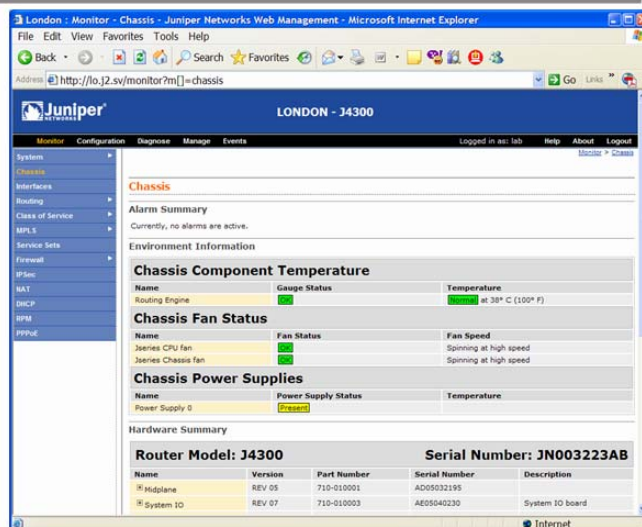 London : Monitor - Chassis - Juniper Networks Web Management - Microsoft Internet Explorer
File Edit View Favorites Tools Help
Back Search Favorites
Address http://lo.j2.sv/monitor?m[]=chassis Go Links
Juniper NETWORKS LONDON - J4300
Monitor Configuration Diagnose Manage Events Logged in as: lab Help About Logout
Monitor > Chassis
System
Chassis
Interfaces
Routing
Class of Service
MPLS
Service Sets
Firewall
IPSec
NAT
DHCP
RPM
PPPoE
Chassis
Alarm Summary
Currently, no alarms are active.
Environment Information
Chassis Component Temperature
Name Gauge Status Temperature
Routing Engine OK Normal at 38° C (100° F)
Chassis Fan Status
Name Fan Status Fan Speed
Jseries CPU fan OK Spinning at high speed
Jseries Chassis fan OK Spinning at high speed
Chassis Power Supplies
Name Power Supply Status Temperature
Power Supply 0 Present
Hardware Summary
Router Model: J4300 Serial Number: JN003223AB
Name Version Part Number Serial Number Description
Midplane REV 05 710-010001 AD05032195
System IO REV 07 710-010003 AE05040230 System IO board
Internet